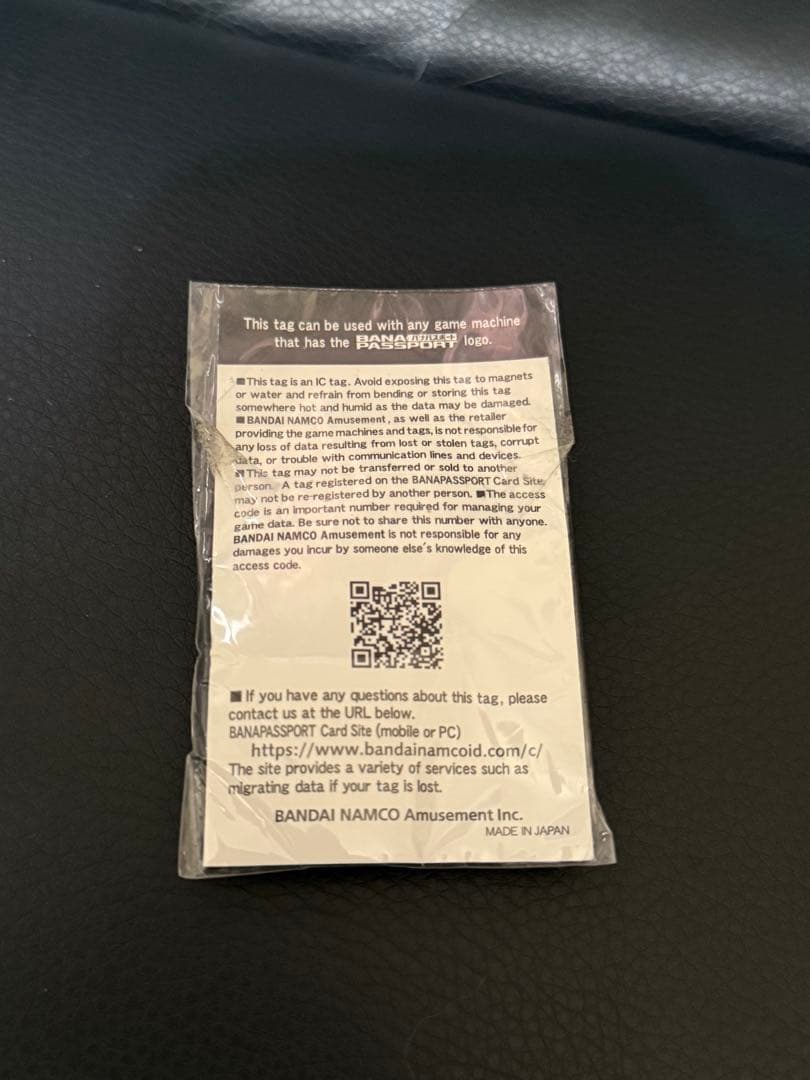 This tag can be used with any game machine
that has the BANA バナパスポート PASSPORT logo.
■This tag is an IC tag. Avoid exposing this tag to magnets
or water and refrain from bending or storing this tag
somewhere hot and humid as the data may be damaged.
■BANDAI NAMCO Amusement, as well as the retailer
providing the game machines and tags, is not responsible for
any loss of data resulting from lost or stolen tags, corrupt
data, or trouble with communication lines and devices.
■This tag may not be transferred or sold to another
person. A tag registered on the BANAPASSPORT Card Site
may not be re-registered by another person. ■The access
code is an important number required for managing your
game data. Be sure not to share this number with anyone.
BANDAI NAMCO Amusement is not responsible for any
damages you incur by someone else's knowledge of this
access code.
■ If you have any questions about this tag, please
contact us at the URL below.
BANAPASSPORT Card Site (mobile or PC)
https://www.bandainamcoid.com/c/
The site provides a variety of services such as
migrating data if your tag is lost.
BANDAI NAMCO Amusement Inc.
MADE IN JAPAN